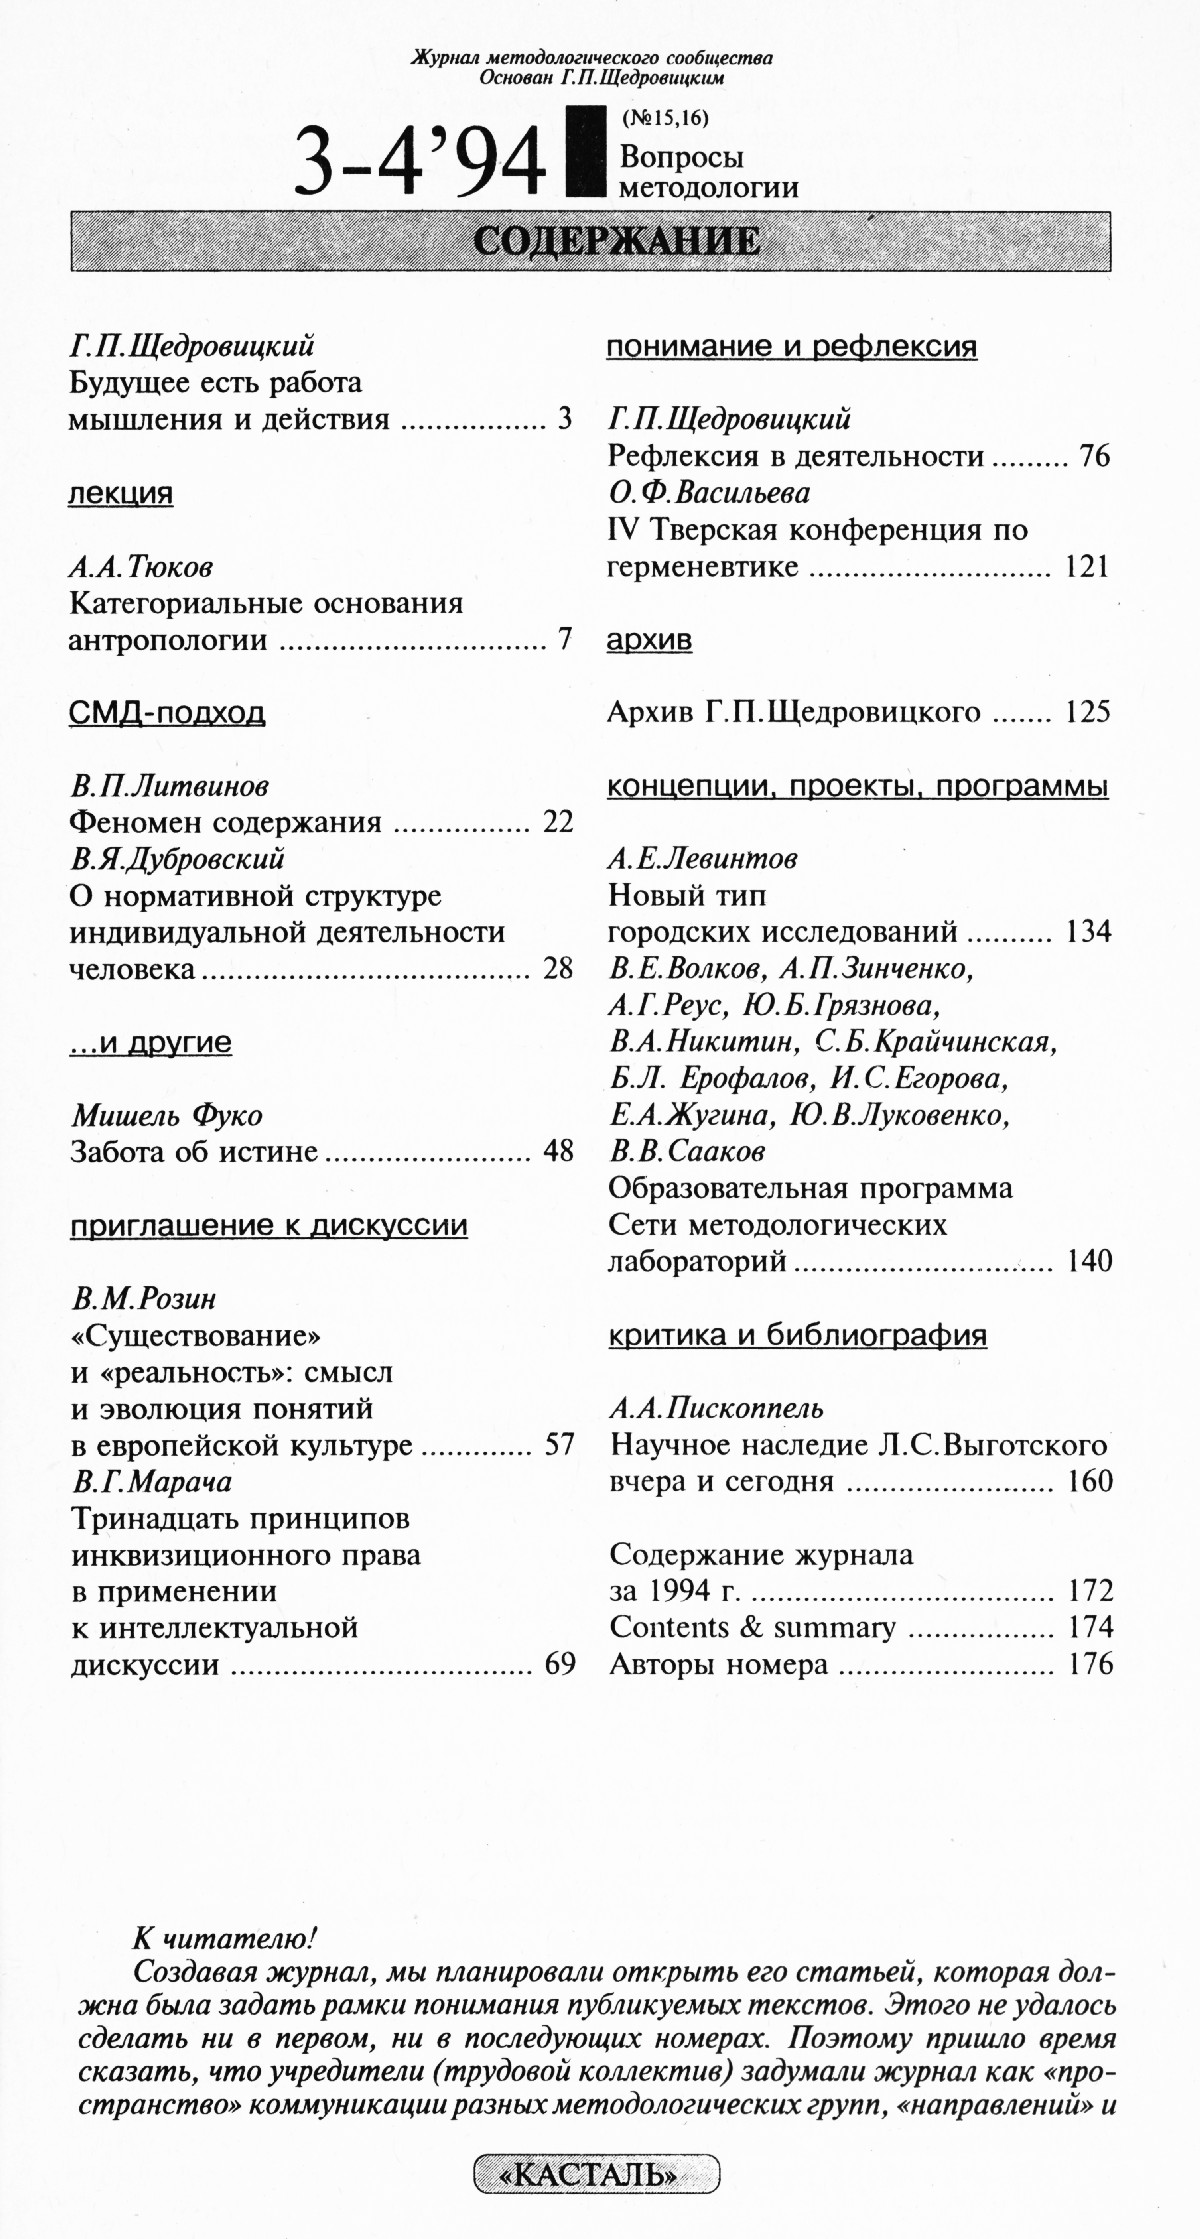 Журнал методологического сообщества
Основан Г.П.Щедровицким
3-4’94
(№15,16)
Вопросы
методологии
СОДЕРЖАНИЕ
Г.П.Щедровицкий
Будущее есть работа
мышления и действия ................. 3
лекция
А.А.Тюков
Категориальные основания
антропологии ............................... 7
СМД-подход
В.П.Литвинов
Феномен содержания ................ 22
В.Я.Дубровский
О нормативной структуре
индивидуальной деятельности
человека ...................................... 28
...и другие
Мишель Фуко
Забота об истине ........................ 48
приглашение к дискуссии
В.М.Розин
«Существование»
и «реальность»: смысл
и эволюция понятий
в европейской культуре ............. 57
В.Г.Марача
Тринадцать принципов
инквизиционного права
в применении
к интеллектуальной
дискуссии ................................... 69
понимание и рефлексия
Г.П.Щедровицкий
Рефлексия в деятельности ......... 76
О.Ф.Васильева
IV Тверская конференция по
герменевтике ............................ 121
архив
Архив Г.П.Щедровицкого ....... 125
концепции, проекты, программы
А.Е.Левинтов
Новый тип
городских исследований .......... 134
В.Е.Волков, А.П.Зинченко,
А.Г.Реус, Ю.Б.Грязнова,
В.А.Никитин, С.Б.Крайчинская,
Б.Л. Ерофалов, И.С.Егорова,
Е.А.Жугина, Ю.В.Луковенко,
В.В.Сааков
Образовательная программа
Сети методологических
лабораторий .............................. 140
критика и библиография
А.А.Пископпель
Научное наследие Л.С.Выготского
вчера и сегодня ........................ 160
Содержание журнала
за 1994 г. ................................... 172
Contents & summary ................. 174
Авторы номера ......................... 176
К читателю!
Создавая журнал, мы планировали открыть его статьей, которая дол-
жна была задать рамки понимания публикуемых текстов. Этого не удалось
сделать ни в первом, ни в последующих номерах. Поэтому пришло время
сказать, что учредители (трудовой коллектив) задумали журнал как «про-
странство» коммуникации разных методологических групп, «направлений» и
«КАСТАЛЬ»